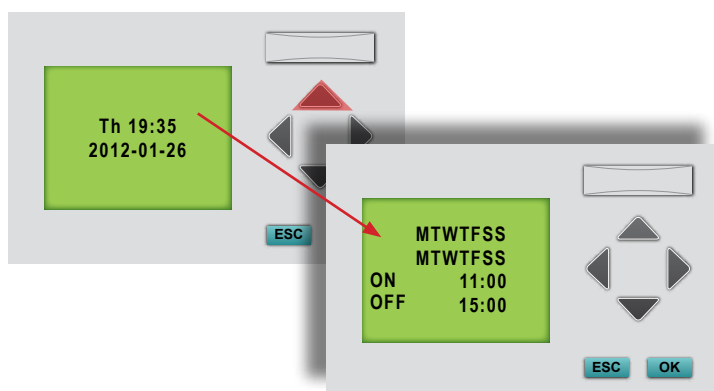 Th 19:35
2012-01-26
ESC
MTWTFSS
MTWTFSS
ON 11:00
OFF 15:00
ESC OK